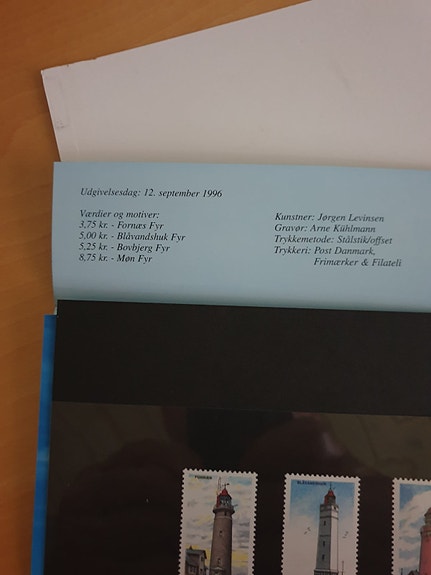 Udgivelsesdag: 12. september 1996
Værdier og motiver:
3,75 kr. - Fornæs Fyr
5,00 kr. - Blåvandshuk Fyr
5,25 kr. - Bovbjerg Fyr
8,75 kr. - Møn Fyr
Kunstner: Jørgen Levinsen
Gravør: Arne Kühlmann
Trykkemetode: Stålstik/offset
Trykkeri: Post Danmark,
Frimærker & Filateli
FORNÆS
BLÅVANDSHUK